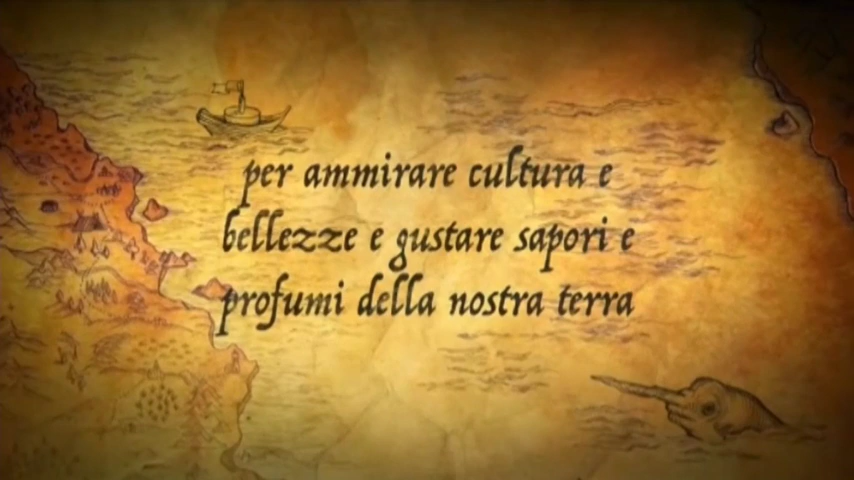 per ammirare cultura e
bellezze e gustare sapori e
profumi della nostra terra